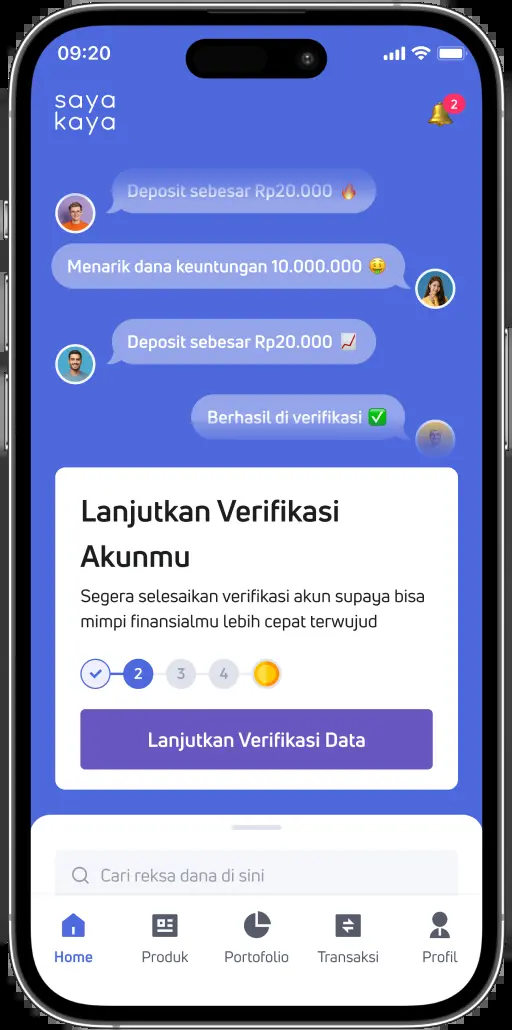 09:20
saya
kaya
2
Deposit sebesar Rp20.000 🔥
Menarik dana keuntungan 10.000.000 🤑
Deposit sebesar Rp20.000 📈
Berhasil di verifikasi ✅
Lanjutkan Verifikasi
Akunmu
Segera selesaikan verifikasi akun supaya bisa
mimpi finansialmu lebih cepat terwujud
2 3 4
Lanjutkan Verifikasi Data
Cari reksa dana di sini
Home Produk Portofolio Transaksi Profil